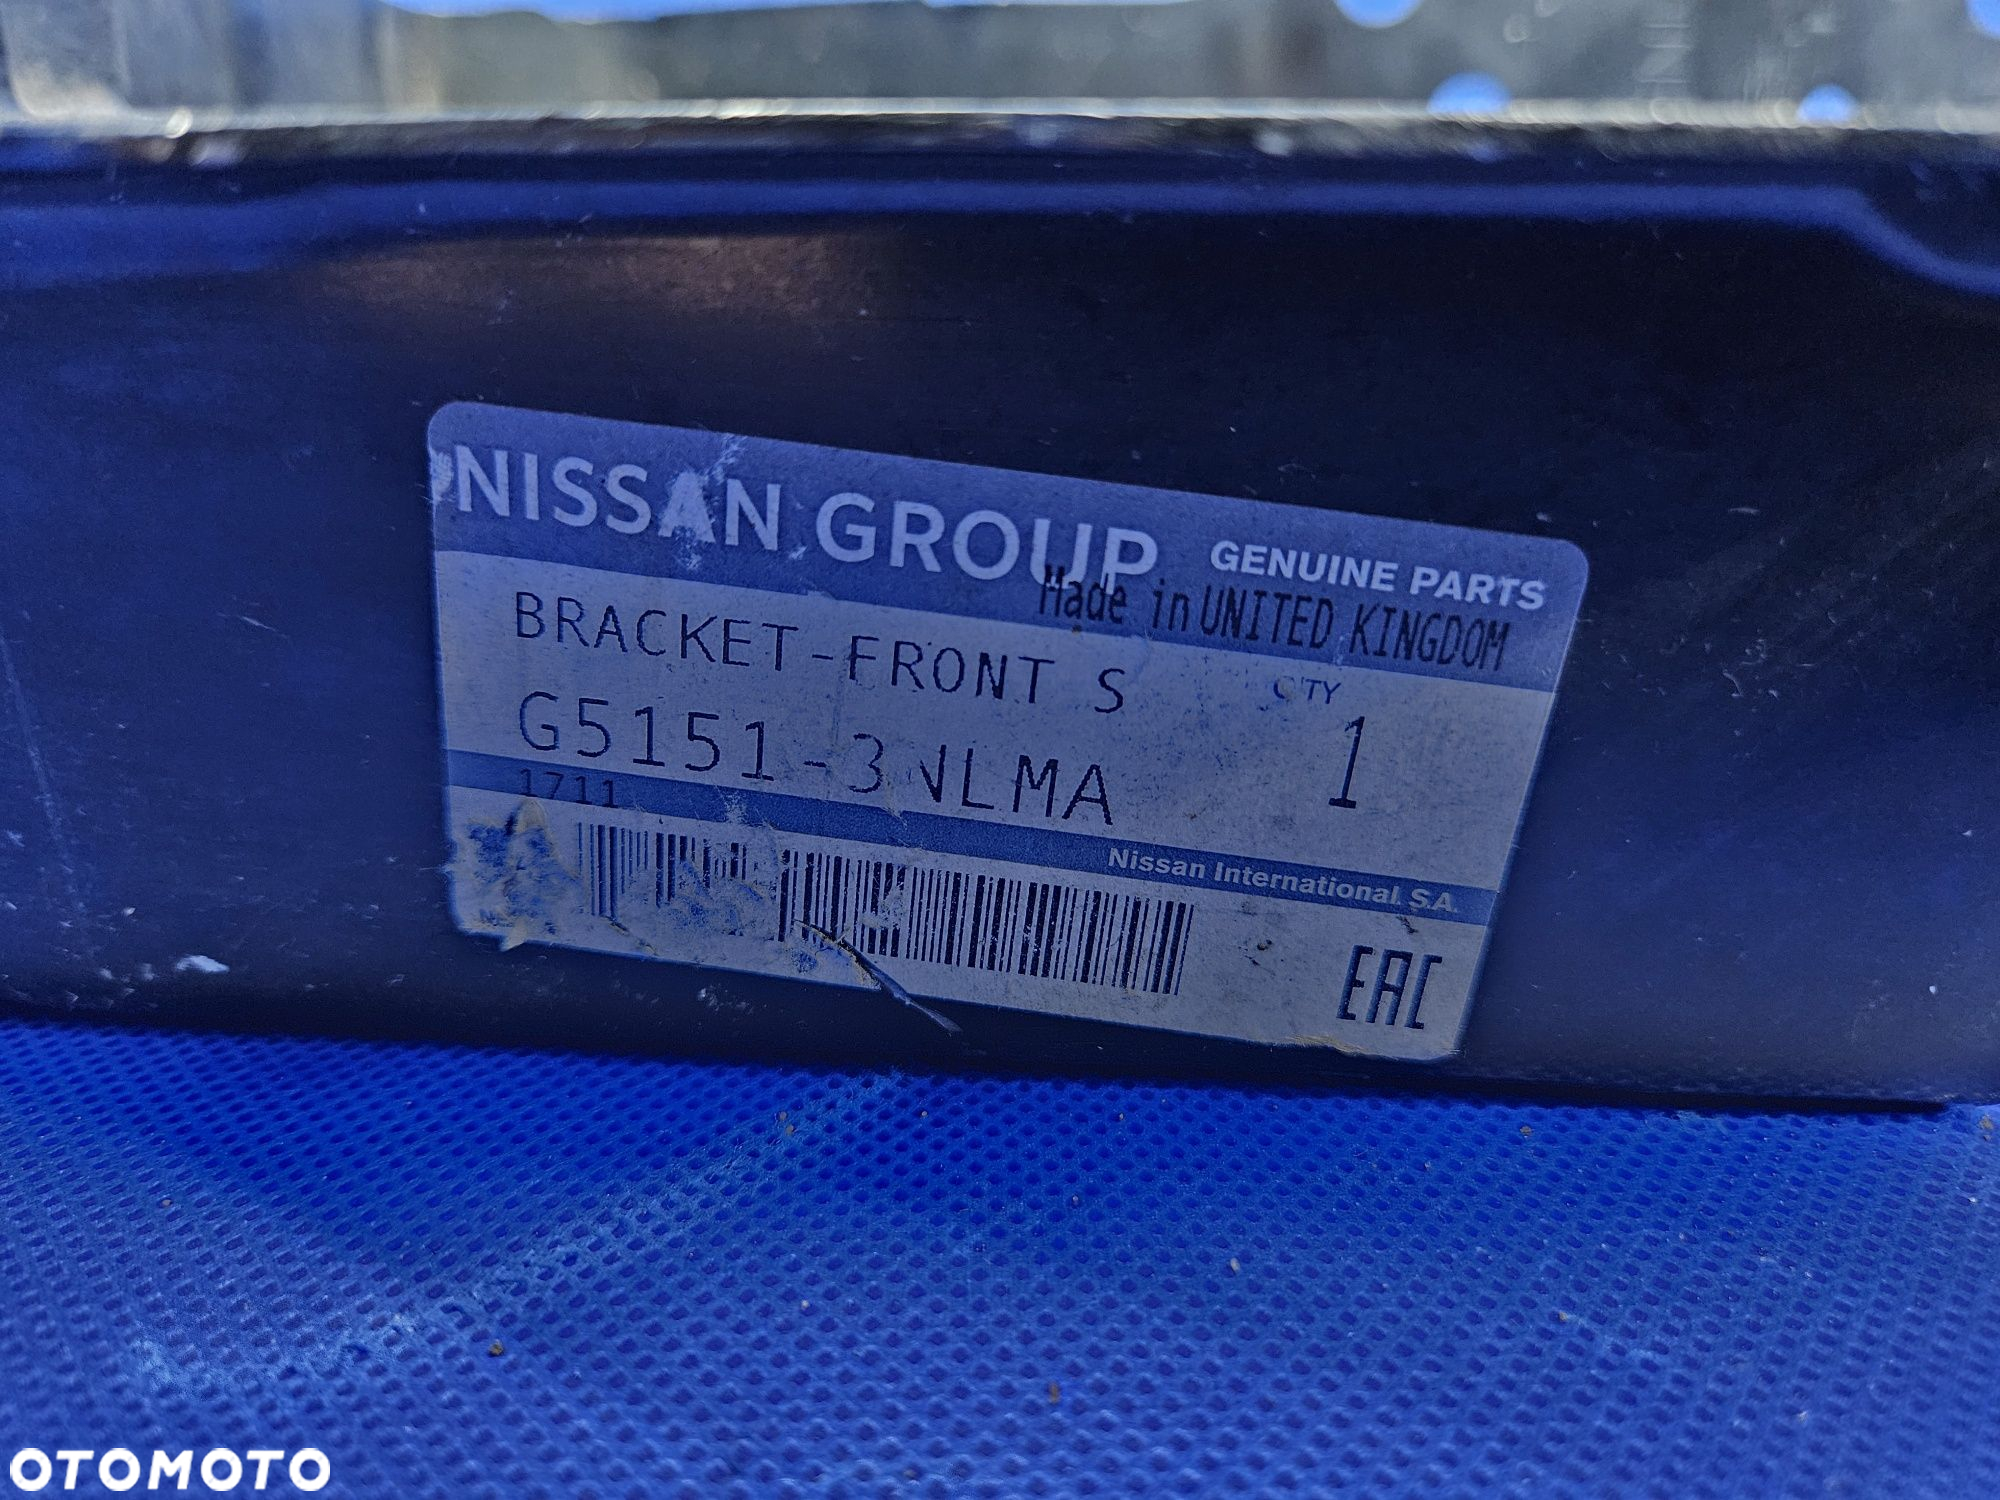 NISSAN GROUP GENUINE PARTS
Made in UNITED KINGDOM
BRACKET-FRONT S
QTY
G5151-3NLMA 1
1711
Nissan International S.A.
EAC
OTOMOTO